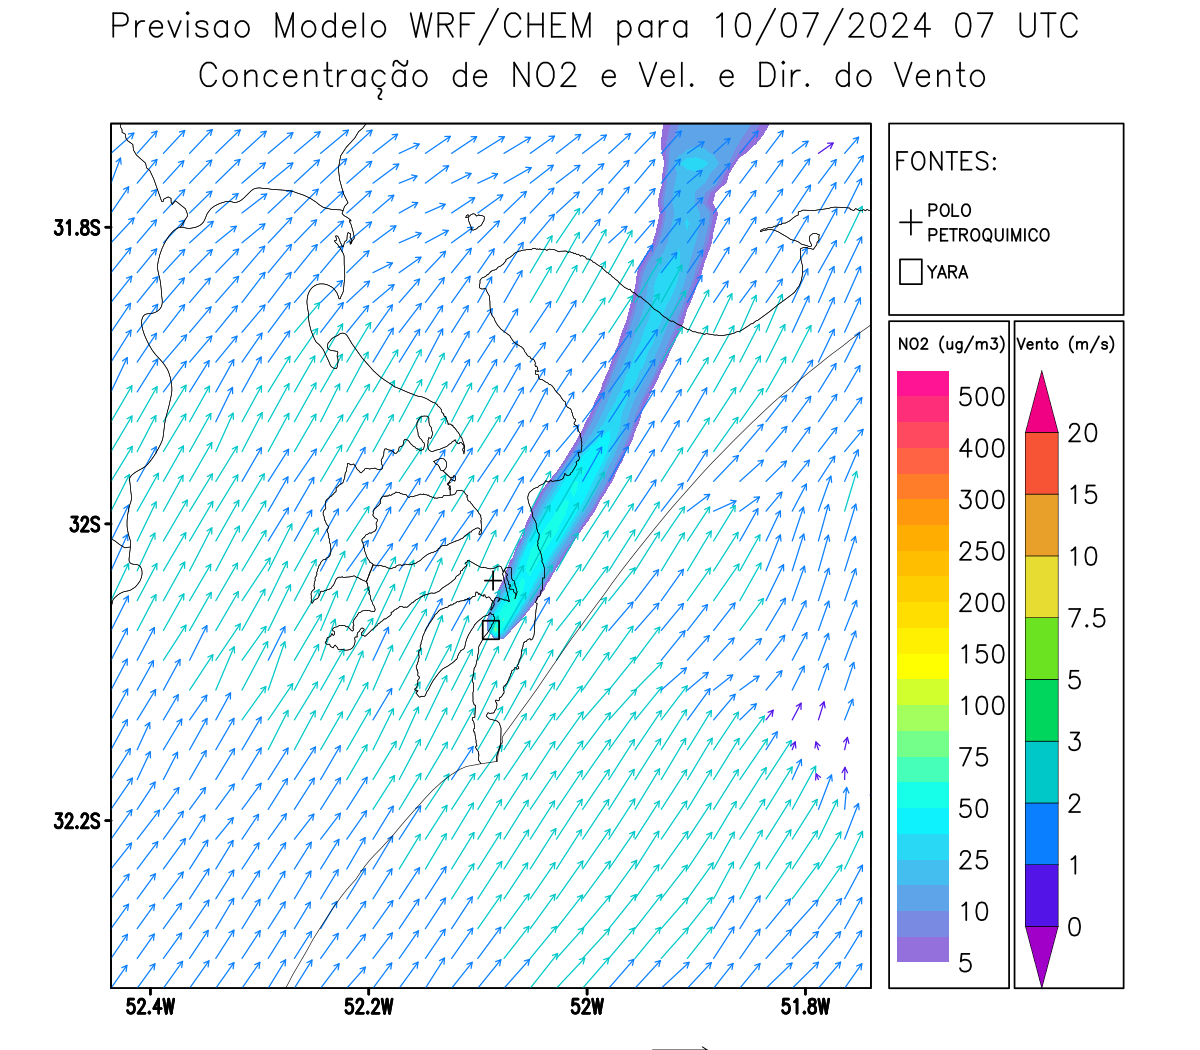 Previsao Modelo WRF/CHEM para 10/07/2024 07 UTC
Concentração de NO2 e Vel. e Dir. do Vento
FONTES:
POLO
PETROQUIMICO
YARA
NO2 (ug/m3)
500
400
300
250
200
150
100
75
50
25
10
5
Vento (m/s)
20
15
10
7.5
5
3
2
1
0
31.8S
32S
32.2S
52.4W
52.2W
52W
51.8W